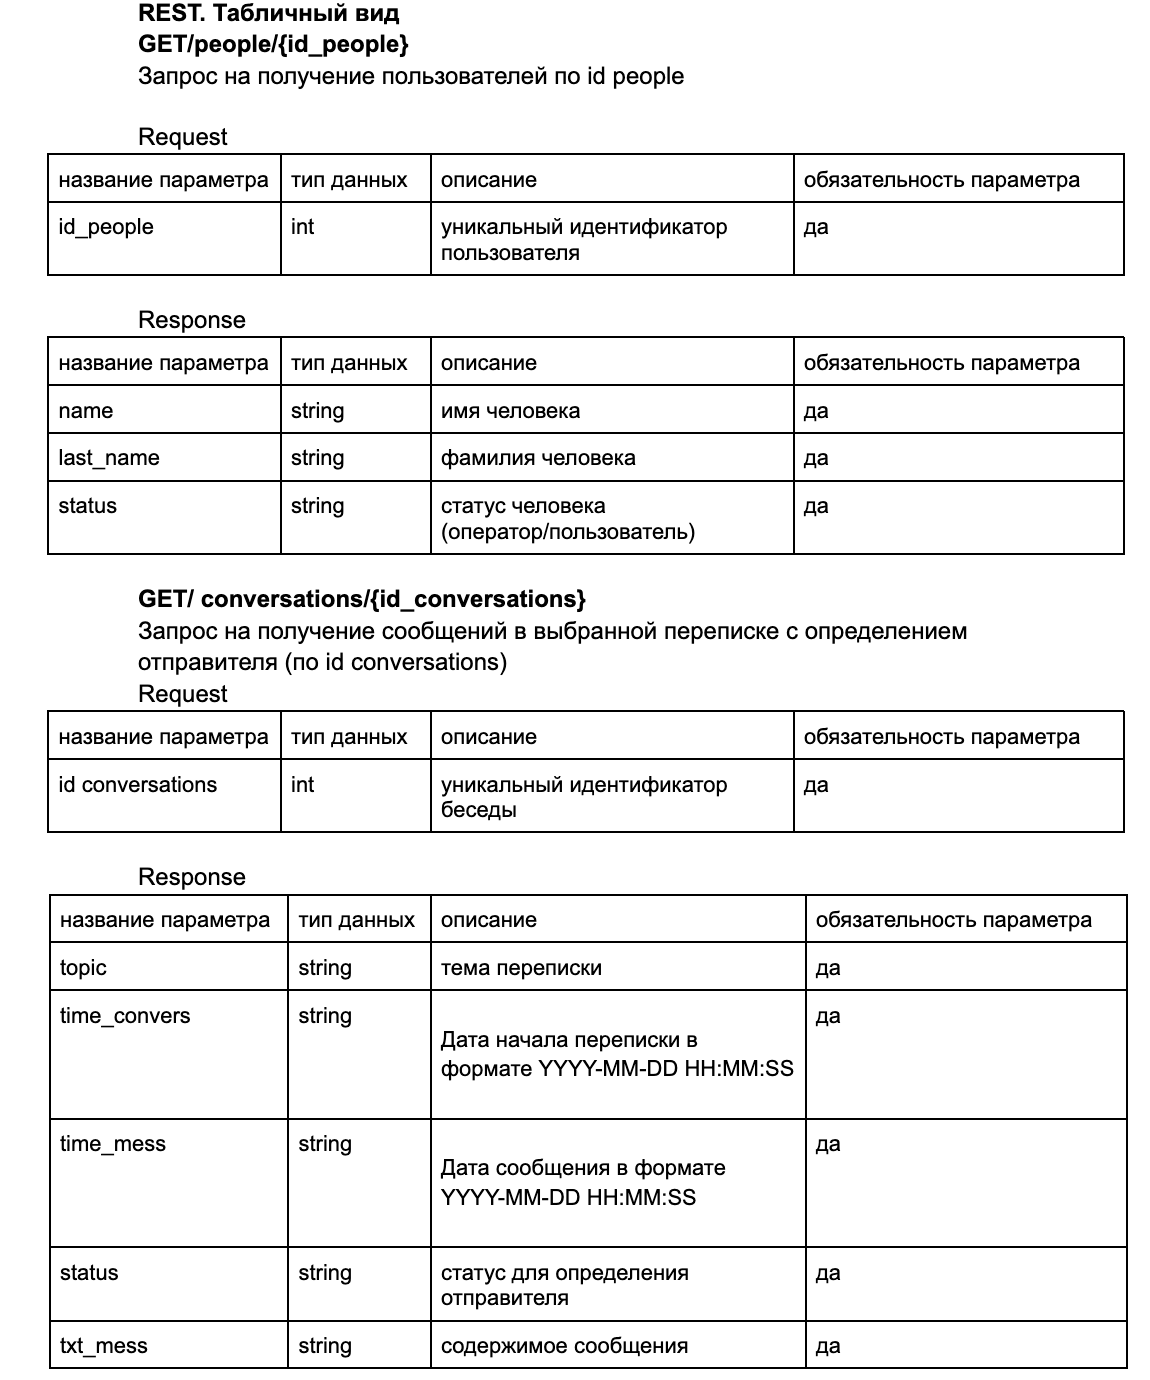 REST. Табличный вид
GET/people/{id_people}
Запрос на получение пользователей по id people
Request
название параметра тип данных описание обязательность параметра
id_people int уникальный идентификатор да
пользователя
Response
название параметра тип данных описание обязательность параметра
name string имя человека да
last_name string фамилия человека да
status string статус человека да
(оператор/пользователь)
GET/ conversations/{id_conversations}
Запрос на получение сообщений в выбранной переписке с определением
отправителя (по id conversations)
Request
название параметра тип данных описание обязательность параметра
id conversations int уникальный идентификатор да
беседы
Response
название параметра тип данных описание обязательность параметра
topic string тема переписки да
time_convers string да
Дата начала переписки в
формате YYYY-MM-DD HH:MM:SS
time_mess string да
Дата сообщения в формате
YYYY-MM-DD HH:MM:SS
status string статус для определения да
отправителя
txt_mess string содержимое сообщения да